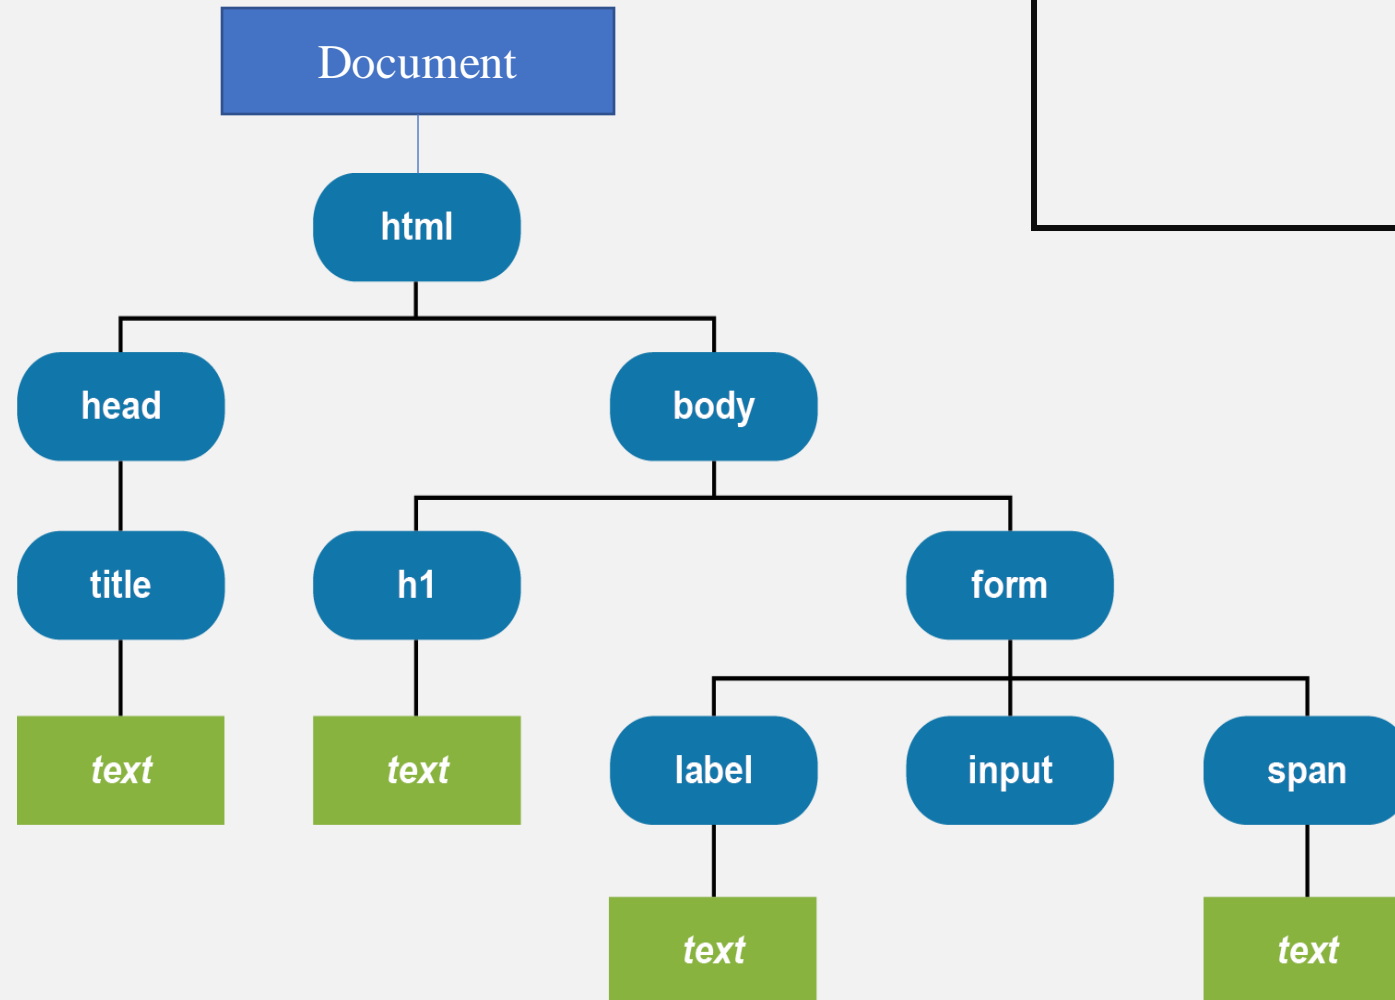 Document
html
head
body
title
h1
form
text
text
label
input
span
text
text